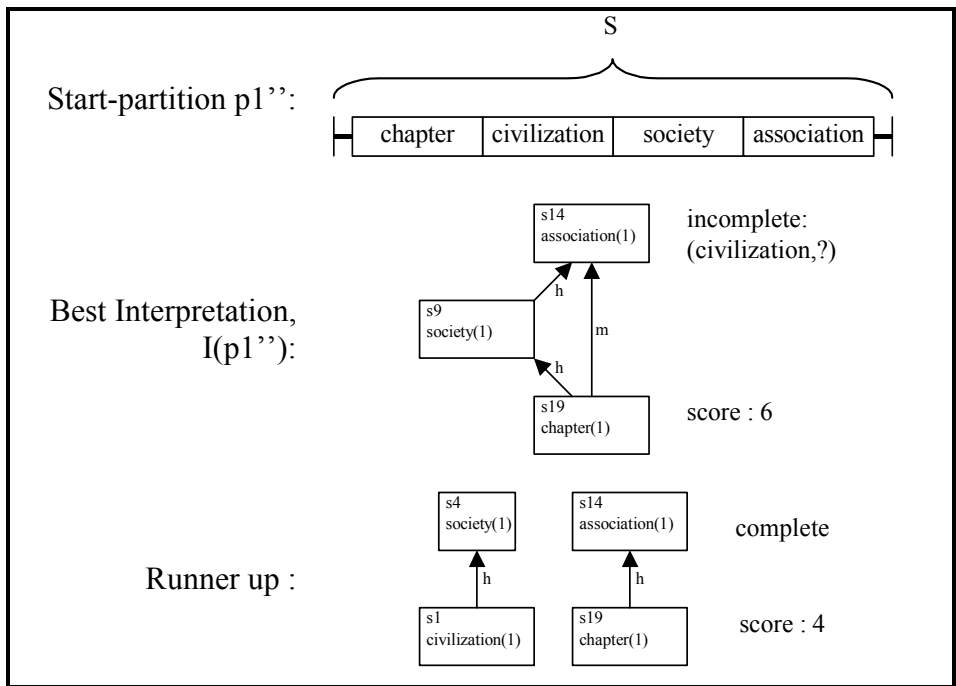 S
Start-partition p1’’:
chapter civilization society association
s14
association(1)
incomplete:
(civilization,?)
h
s9
society(1)
Best Interpretation,
I(p1’’):
m
h
s19
chapter(1)
score : 6
s4
society(1)
s14
association(1)
complete
Runner up :
h
h
s1
civilization(1)
s19
chapter(1)
score : 4